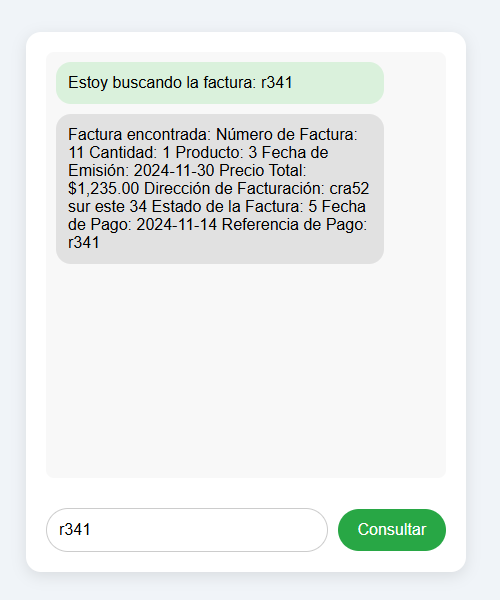 Estoy buscando la factura: r341
Factura encontrada: Número de Factura:
11 Cantidad: 1 Producto: 3 Fecha de
Emisión: 2024-11-30 Precio Total:
$1,235.00 Dirección de Facturación: cra52
sur este 34 Estado de la Factura: 5 Fecha
de Pago: 2024-11-14 Referencia de Pago:
r341
r341
Consultar